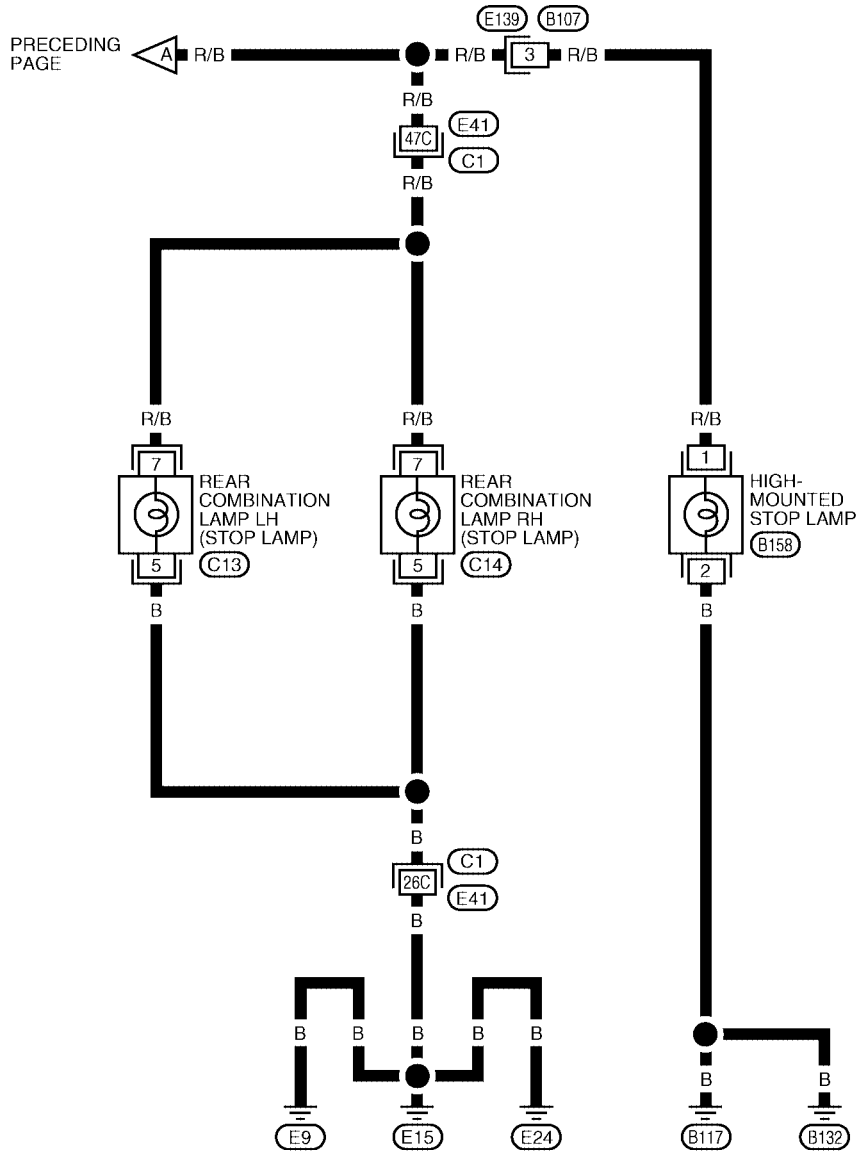 E139 B107
PRECEDING
PAGE
A R/B R/B 3 R/B
R/B
47C E41
C1
R/B
R/B R/B R/B
7 7 1
REAR
COMBINATION
LAMP LH
(STOP LAMP)
C13
REAR
COMBINATION
LAMP RH
(STOP LAMP)
C14
HIGH-
MOUNTED
STOP LAMP
B158
5 5 2
B B B
B
C1
26C E41
B
B B B B B
B B
E9 E15 E24 B117 B132